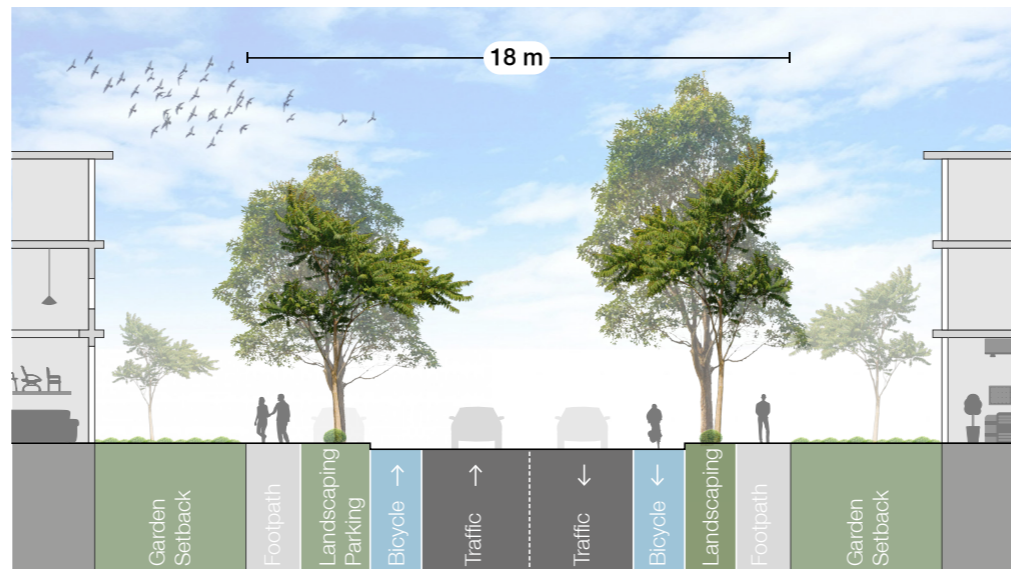 18 m
Garden
Setback
Footpath
Landscaping
Parking
Bicycle
Traffic
Traffic
Bicycle
Landscaping
Footpath
Garden
Setback